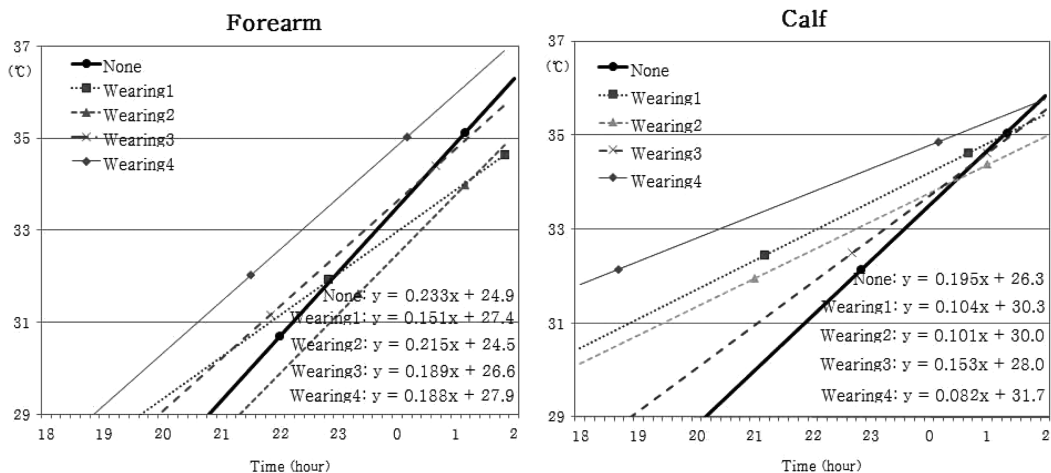 Forearm
37
(℃)
35
33
31
29
None
Wearing1
Wearing2
Wearing3
Wearing4
None: y = 0.233x + 24.9
Wearing1: y = 0.151x + 27.4
Wearing2: y = 0.215x + 24.5
Wearing3: y = 0.189x + 26.6
Wearing4: y = 0.188x + 27.9
18 19 20 21 22 23 0 1 2
Time (hour)
Calf
37
(℃)
35
33
31
29
None
Wearing1
Wearing2
Wearing3
Wearing4
None: y = 0.195x + 26.3
Wearing1: y = 0.104x + 30.3
Wearing2: y = 0.101x + 30.0
Wearing3: y = 0.153x + 28.0
Wearing4: y = 0.082x + 31.7
18 19 20 21 22 23 0 1 2
Time (hour)